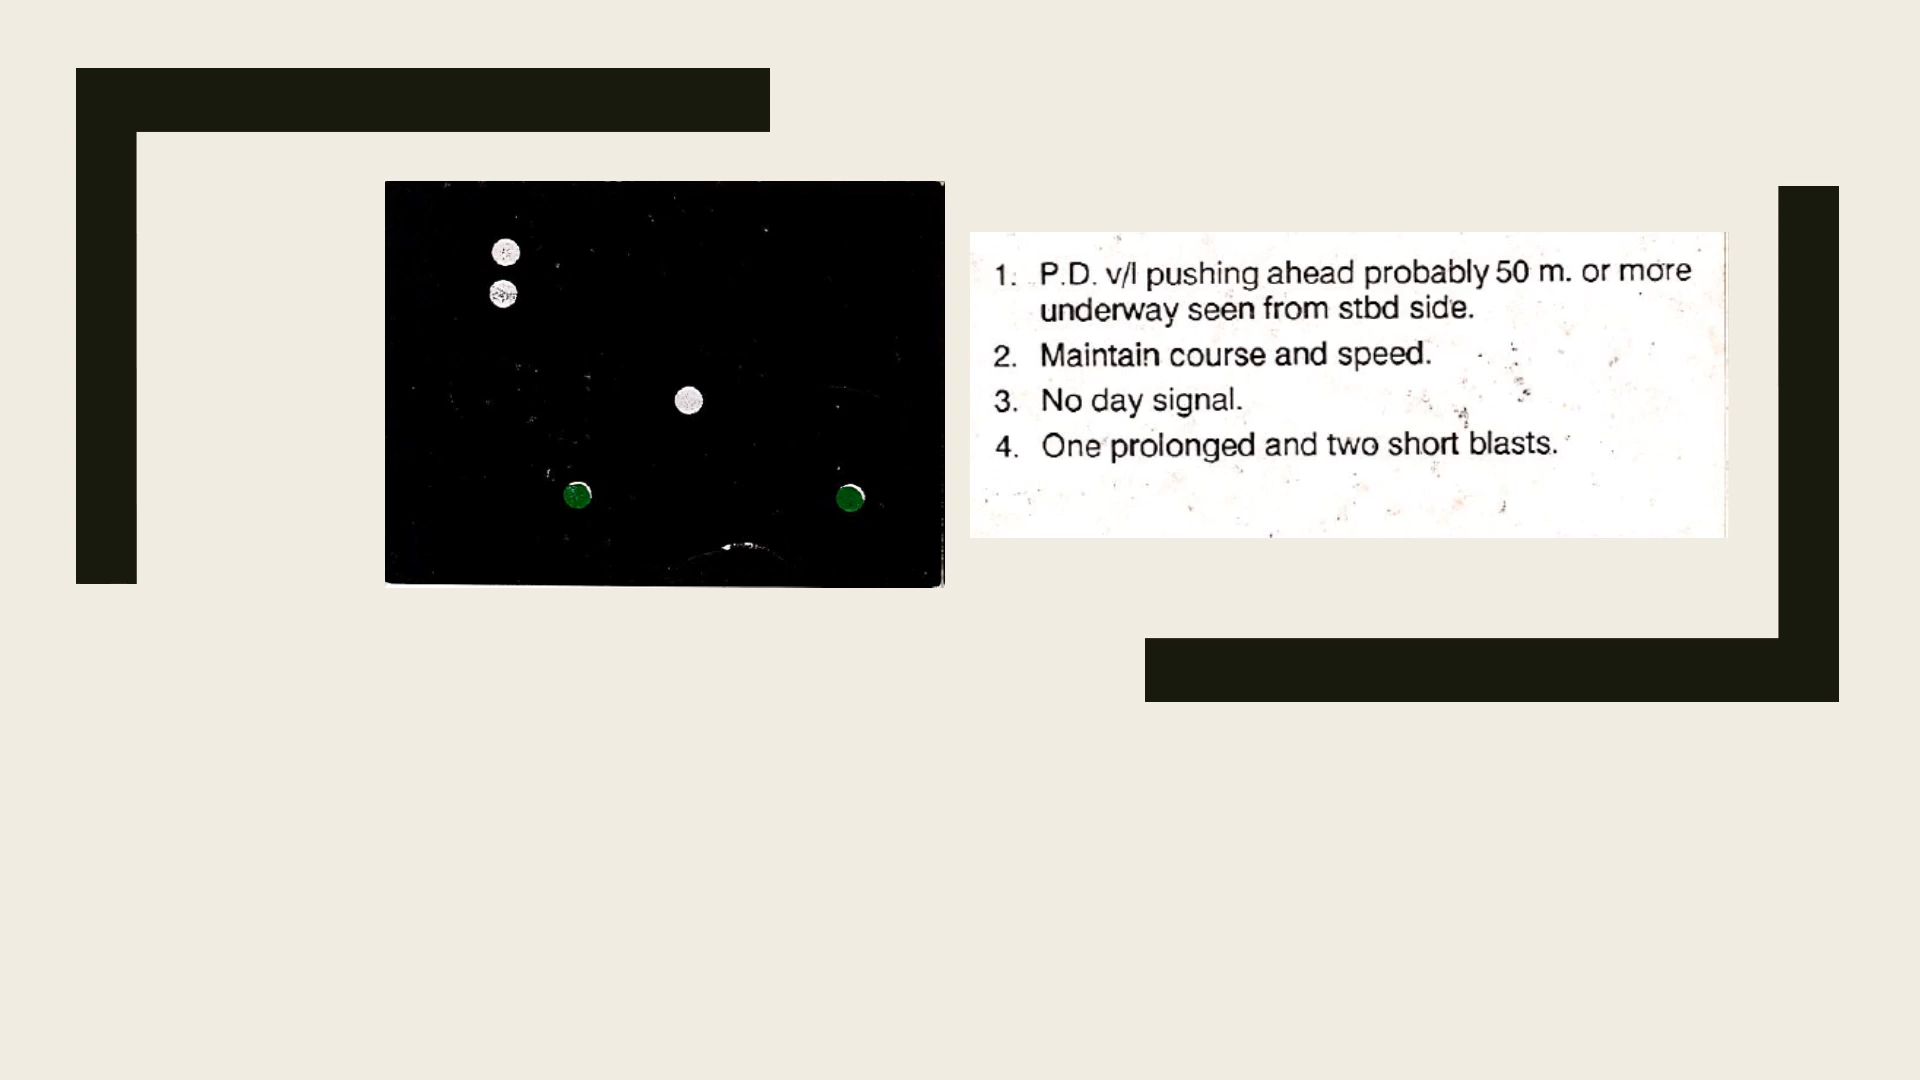 1. P.D. v/l pushing ahead probably 50 m. or more
underway seen from stbd side.
2. Maintain course and speed.
3. No day signal.
4. One prolonged and two short blasts.